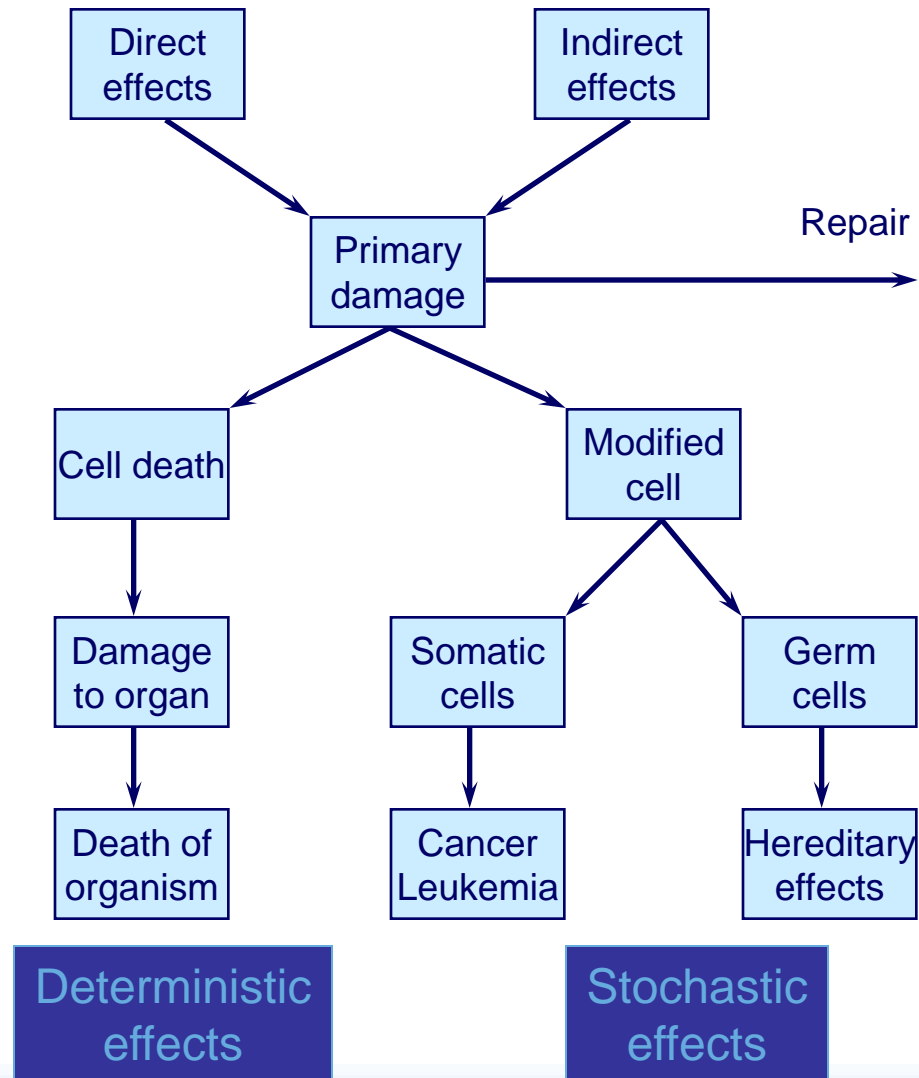 Direct
effects
Indirect
effects
Repair
Primary
damage
Cell death
Modified
cell
Damage
to organ
Somatic
cells
Germ
cells
Death of
organism
Cancer
Leukemia
Hereditary
effects
Deterministic
effects
Stochastic
effects